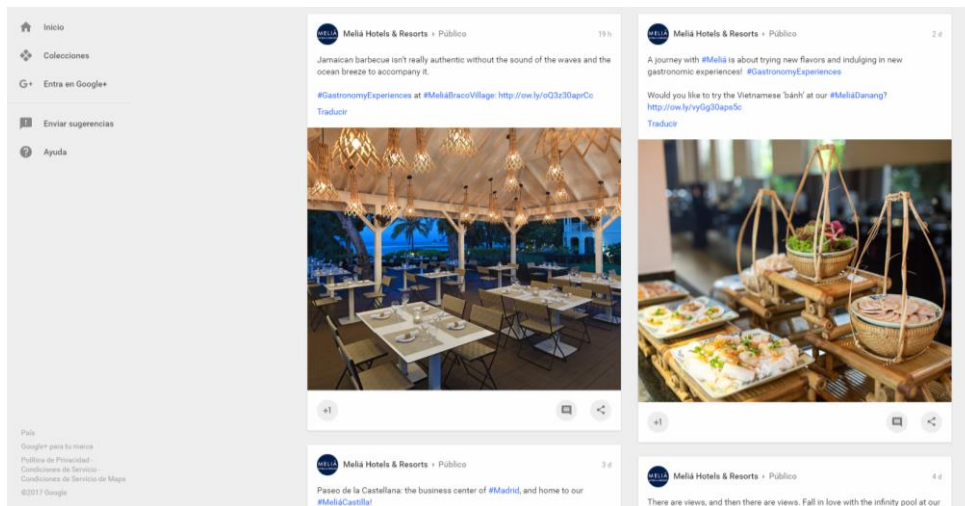 Inicio
Colecciones
G+ Entra en Google+
Enviar sugerencias
Ayuda
País
Google+ para tu marca
Política de Privacidad -
Condiciones de Servicio -
Condiciones de Servicio de Maps
©2017 Google
MELIÁ
Meliá Hotels & Resorts › Público 19 h
Jamaican barbecue isn't really authentic without the sound of the waves and the
ocean breeze to accompany it.
#GastronomyExperiences at #MeliáBracoVillage: http://ow.ly/oQ3z30aprCc
Traducir
+1
MELIÁ
Meliá Hotels & Resorts › Público 3 d
Paseo de la Castellana: the business center of #Madrid, and home to our
#MeliáCastilla!
MELIÁ
Meliá Hotels & Resorts › Público 2 d
A journey with #Meliá is about trying new flavors and indulging in new
gastronomic experiences! #GastronomyExperiences
Would you like to try the Vietnamese 'bánh' at our #MeliáDanang?
http://ow.ly/vyGg30aps5c
Traducir
+1
MELIÁ
Meliá Hotels & Resorts › Público 4 d
There are views, and then there are views. Fall in love with the infinity pool at our